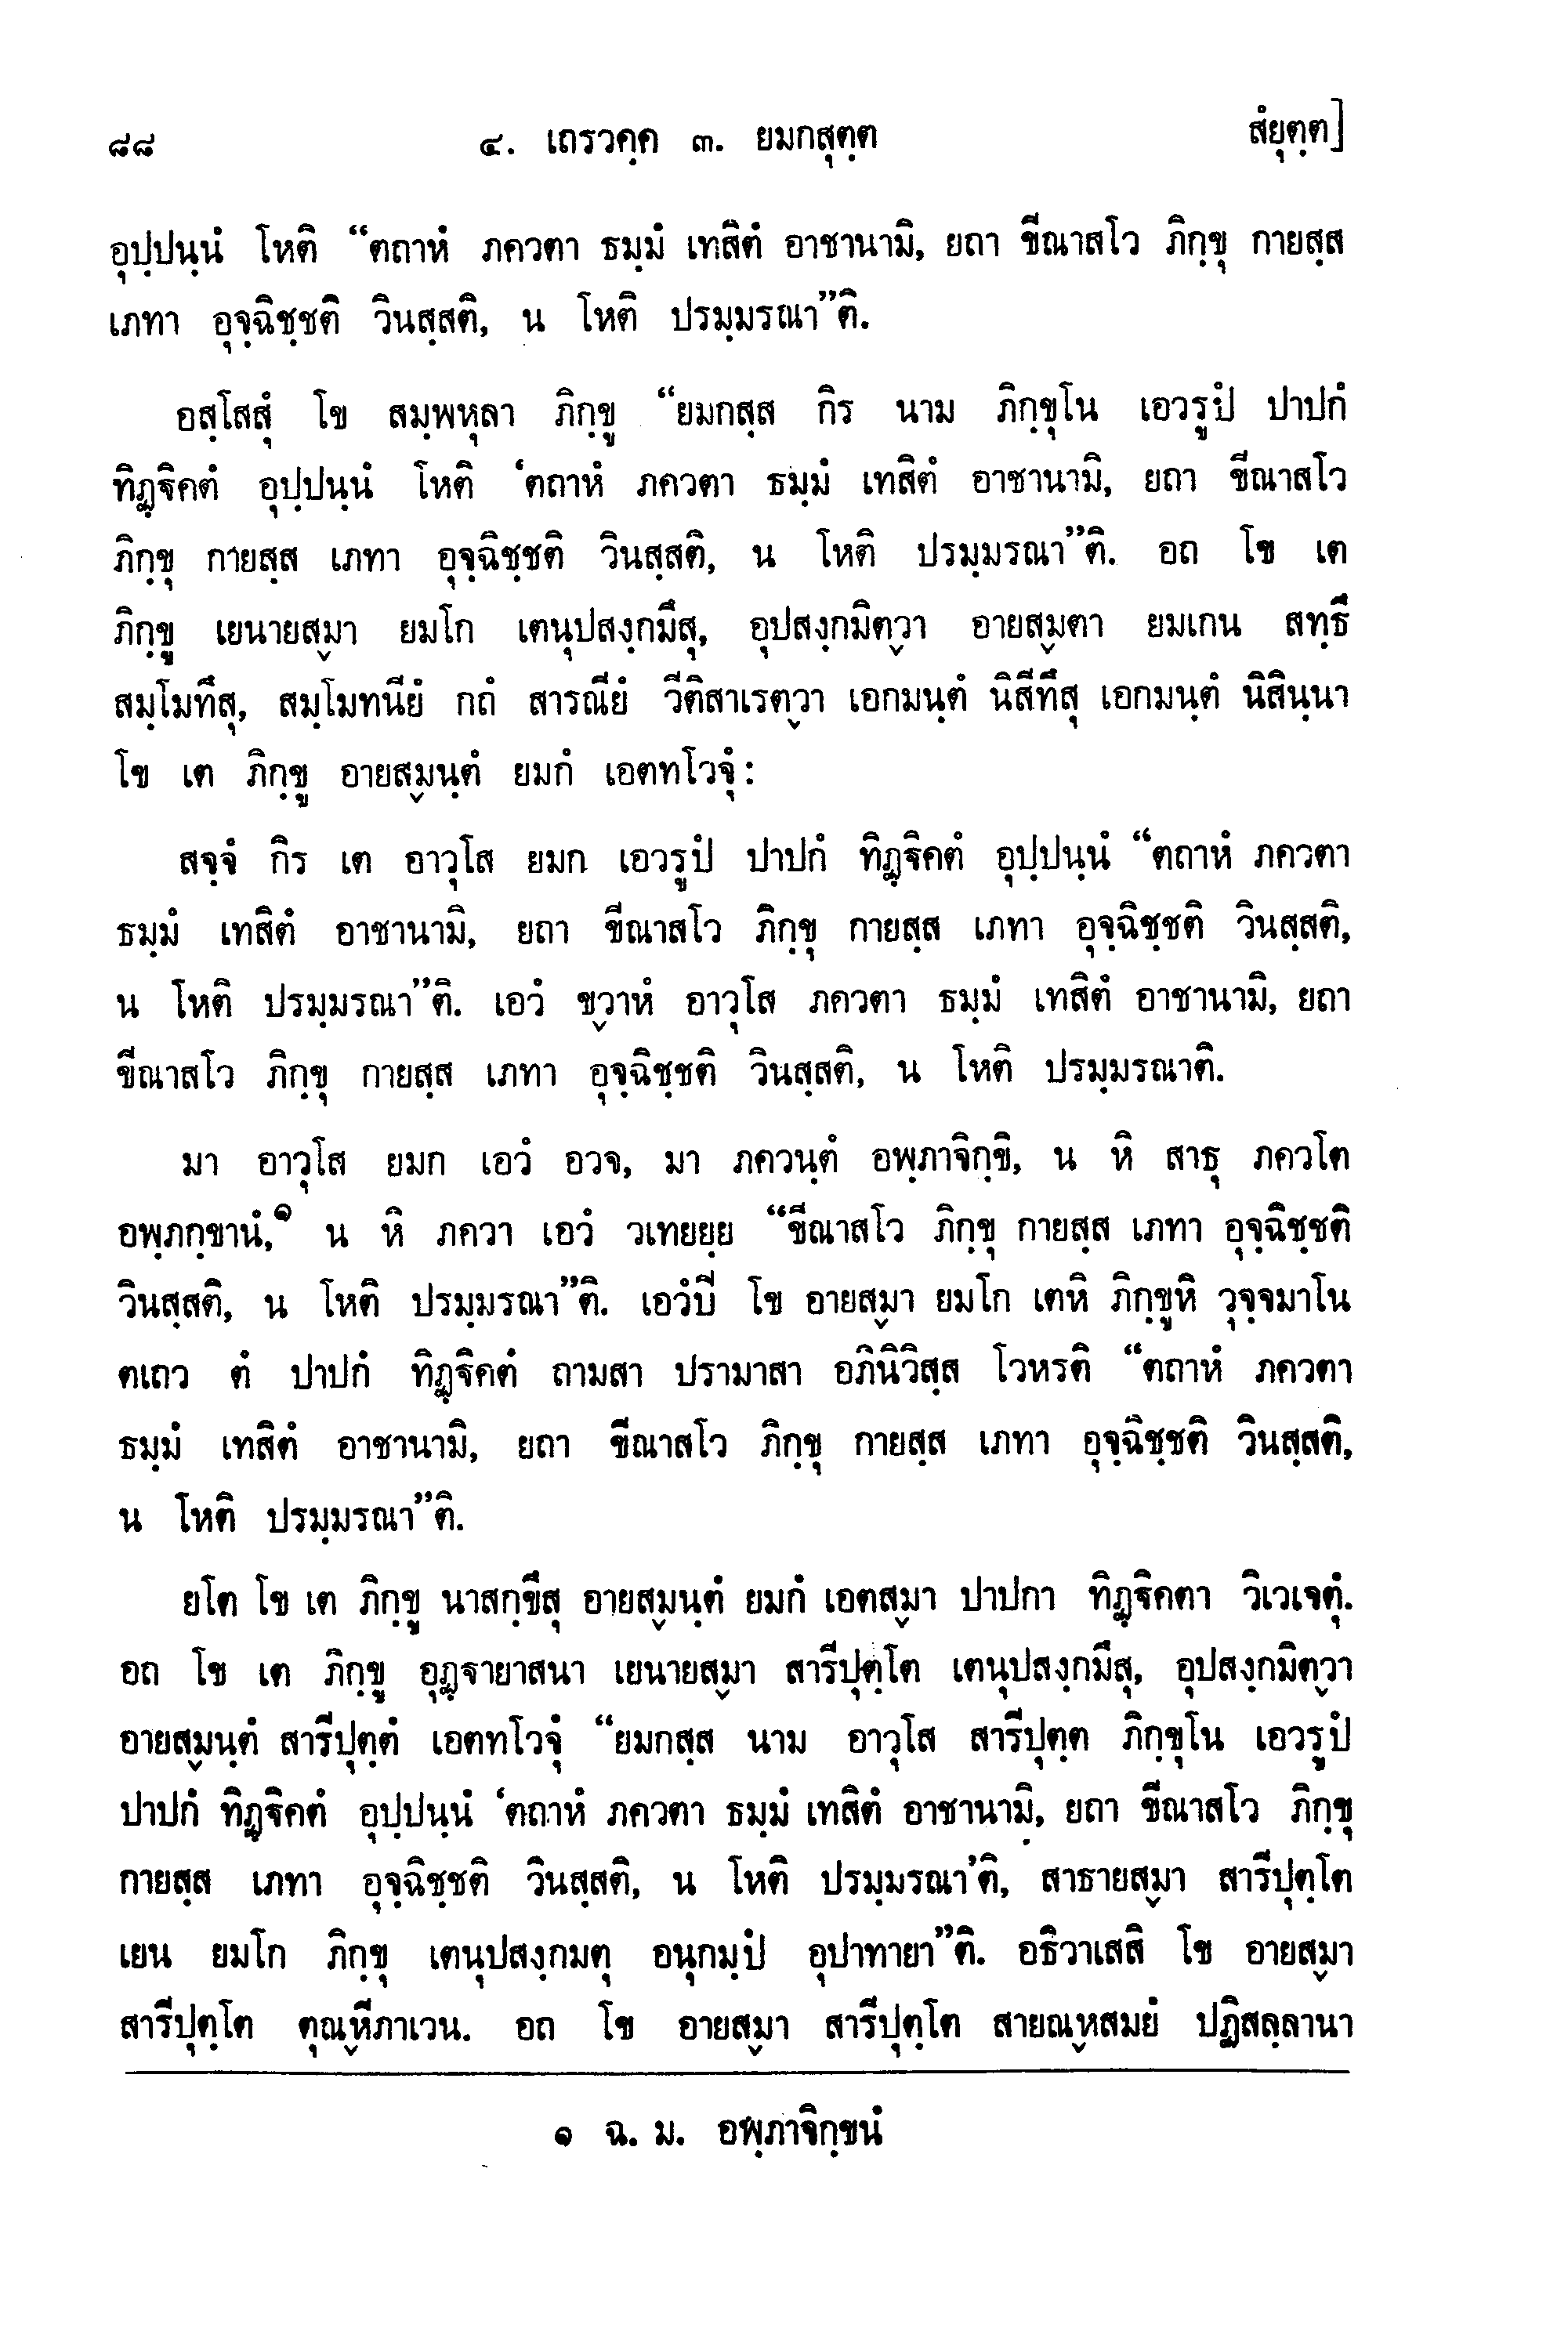 ๘๘ ๔. เถรวคฺค ๓. ยมกสุตฺต สํยุตฺต]
อุปฺปนฺนํ โหติ “ตถาหํ ภควตา ธมฺมํ เทสิตํ อาชานามิ, ยถา ขีณาสโว ภิกฺขุ กายสฺส
เภทา อุจฺฉิชฺชติ วินสฺสติ, น โหติ ปรมฺมรณา”ติ.
อสฺโสสุํ โข สมฺพหุลา ภิกฺขู “ยมกสฺส กิร นาม ภิกฺขุโน เอวรูปํ ปาปกํ
ทิฏฺฐิคตํ อุปฺปนฺนํ โหติ ‘ตถาหํ ภควตา ธมฺมํ เทสิตํ อาชานามิ, ยถา ขีณาสโว
ภิกฺขุ กายสฺส เภทา อุจฺฉิชฺชติ วินสฺสติ, น โหติ ปรมฺมรณา”ติ. อถ โข เต
ภิกฺขู เยนายสฺมา ยมโก เตนุปสงฺกมึสุ, อุปสงฺกมิตฺวา อายสฺมตา ยมเกน สทฺธึ
สมฺโมทึสุ, สมฺโมทนียํ กถํ สารณียํ วีติสาเรตฺวา เอกมนฺตํ นิสีทึสุ เอกมนฺตํ นิสินฺนา
โข เต ภิกฺขู อายสฺมนฺตํ ยมกํ เอตทโวจุํ:
สจฺจํ กิร เต อาวุโส ยมก เอวรูปํ ปาปกํ ทิฏฺฐิคตํ อุปฺปนฺนํ “ตถาหํ ภควตา
ธมฺมํ เทสิตํ อาชานามิ, ยถา ขีณาสโว ภิกฺขุ กายสฺส เภทา อุจฺฉิชฺชติ วินสฺสติ,
น โหติ ปรมฺมรณา”ติ. เอวํ ขฺวาหํ อาวุโส ภควตา ธมฺมํ เทสิตํ อาชานามิ, ยถา
ขีณาสโว ภิกฺขุ กายสฺส เภทา อุจฺฉิชฺชติ วินสฺสติ, น โหติ ปรมฺมรณาติ.
มา อาวุโส ยมก เอวํ อวจ, มา ภควนฺตํ อพฺภาจิกฺขิ, น หิ สาธุ ภควโต
อพฺภกฺขานํ,๑ น หิ ภควา เอวํ วเทยฺย “ขีณาสโว ภิกฺขุ กายสฺส เภทา อุจฺฉิชฺชติ
วินสฺสติ, น โหติ ปรมฺมรณา”ติ. เอวํปี โข อายสฺมา ยมโก เตหิ ภิกฺขูหิ วุจฺจมาโน
ตเถว ตํ ปาปกํ ทิฏฺฐิคตํ ถามสา ปรามาสา อภินิวิสฺส โวหรติ “ตถาหํ ภควตา
ธมฺมํ เทสิตํ อาชานามิ, ยถา ขีณาสโว ภิกฺขุ กายสฺส เภทา อุจฺฉิชฺชติ วินสฺสติ,
น โหติ ปรมฺมรณา”ติ.
ยโต โข เต ภิกฺขู นาสกฺขึสุ อายสฺมนฺตํ ยมกํ เอตสฺมา ปาปกา ทิฏฺฐิคตา วิเวเจตุํ.
อถ โข เต ภิกฺขู อุฏฺฐายาสนา เยนายสฺมา สารีปุตฺโต เตนุปสงฺกมึสุ, อุปสงฺกมิตฺวา
อายสฺมนฺตํ สารีปุตฺตํ เอตทโวจุํ “ยมกสฺส นาม อาวุโส สารีปุตฺต ภิกฺขุโน เอวรูปํ
ปาปกํ ทิฏฺฐิคตํ อุปฺปนฺนํ ‘ตถาหํ ภควตา ธมฺมํ เทสิตํ อาชานามิ, ยถา ขีณาสโว ภิกฺขุ
กายสฺส เภทา อุจฺฉิชฺชติ วินสฺสติ, น โหติ ปรมฺมรณา’ติ, สาธายสฺมา สารีปุตฺโต
เยน ยมโก ภิกฺขุ เตนุปสงฺกมตุ อนุกมฺปํ อุปาทายา”ติ. อธิวาเสสิ โข อายสฺมา
สารีปุตฺโต ตุณฺหีภาเวน. อถ โข อายสฺมา สารีปุตฺโต สายณฺหสมยํ ปฏิสลฺลานา
๑ ฉ. ม. อพฺภาจิกฺขนํ